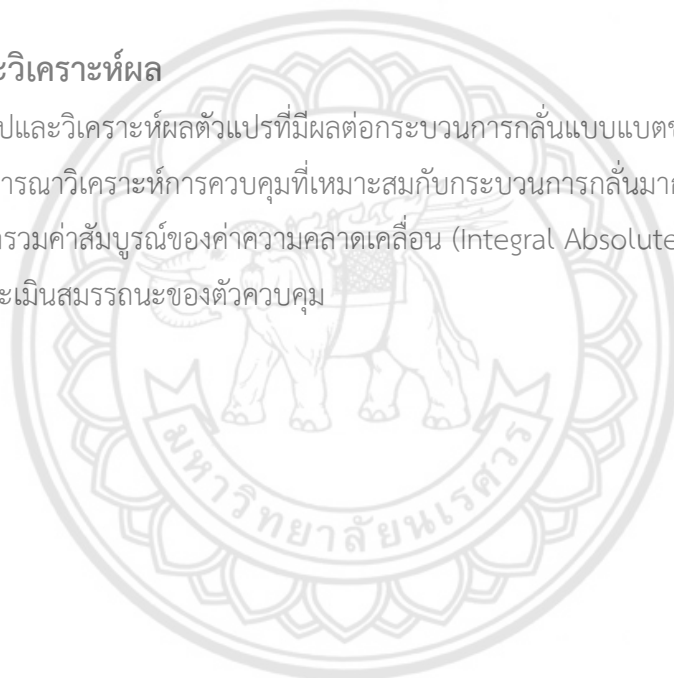 ะวิเคราะห์ผล
ปและวิเคราะห์ผลตัวแปรที่มีผลต่อกระบวนการกลั่นแบบแบตช
ารณาวิเคราะห์การควบคุมที่เหมาะสมกับกระบวนการกลั่นมา
รวมค่าสัมบูรณ์ของค่าความคลาดเคลื่อน (Integral Absolute
ะเมินสมรรถนะของตัวควบคุม
มหาวิทยาลัยนเรศวร